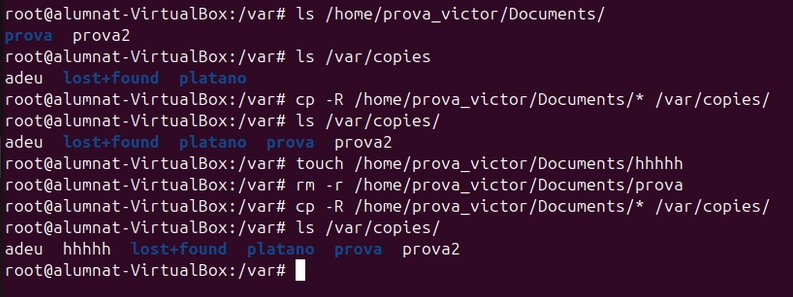 root@alumnat-VirtualBox:/var# ls /home/prova_victor/Documents/
prova  prova2
root@alumnat-VirtualBox:/var# ls /var/copies
adeu  lost+found  platano
root@alumnat-VirtualBox:/var# cp -R /home/prova_victor/Documents/* /var/copies/
root@alumnat-VirtualBox:/var# ls /var/copies/
adeu  lost+found  platano  prova  prova2
root@alumnat-VirtualBox:/var# touch /home/prova_victor/Documents/hhhhh
root@alumnat-VirtualBox:/var# rm -r /home/prova_victor/Documents/prova
root@alumnat-VirtualBox:/var# cp -R /home/prova_victor/Documents/* /var/copies/
root@alumnat-VirtualBox:/var# ls /var/copies/
adeu  hhhhh  lost+found  platano  prova  prova2
root@alumnat-VirtualBox:/var#